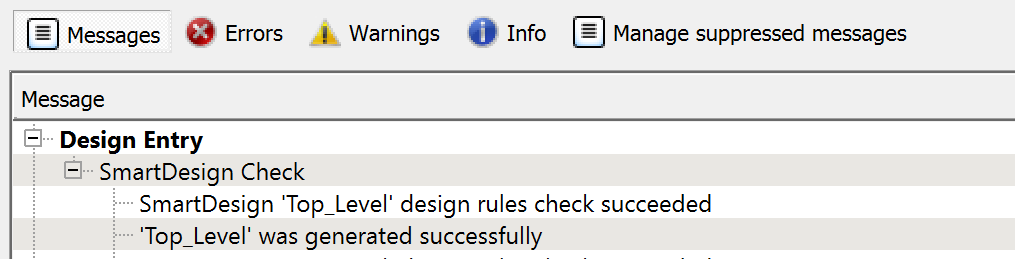 Messages Errors Warnings Info Manage suppressed messages
Message
Design Entry
SmartDesign Check
SmartDesign 'Top_Level' design rules check succeeded
'Top_Level' was generated successfully